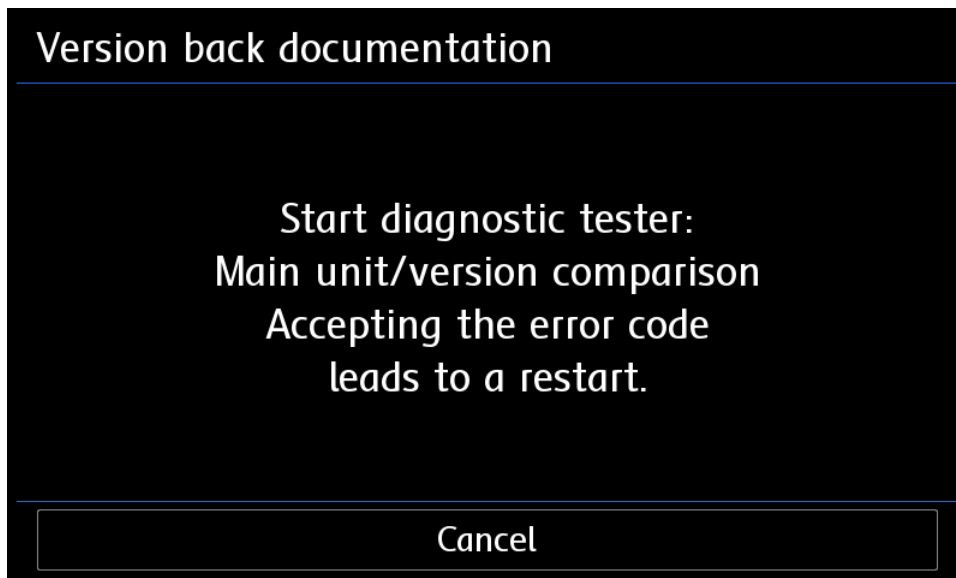 Version back documentation
Start diagnostic tester:
Main unit/version comparison
Accepting the error code
leads to a restart.
Cancel